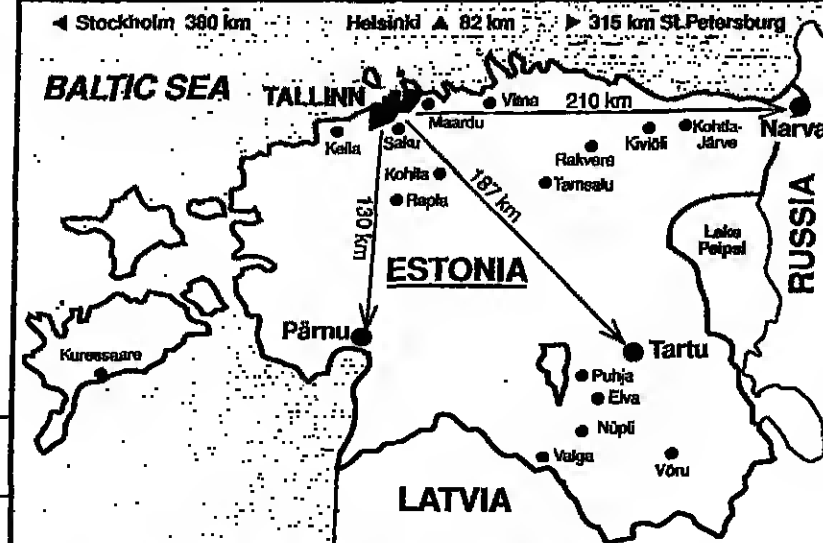 ◄ Stockholm 380 km
Helsinki ▲ 82 km
► 315 km St.Petersburg
BALTIC SEA
TALLINN
Maardu
Vitna
210 km
Narva
Keila
Saku
Rakvere
Kiviõli
Kohtla-
Järve
Kohila
Tamsalu
Rapla
130 km
187 km
Lake
Peipsi
RUSSIA
ESTONIA
Pärnu
Tartu
Kuressaare
Puhja
Elva
Nüpli
Valga
Võru
LATVIA